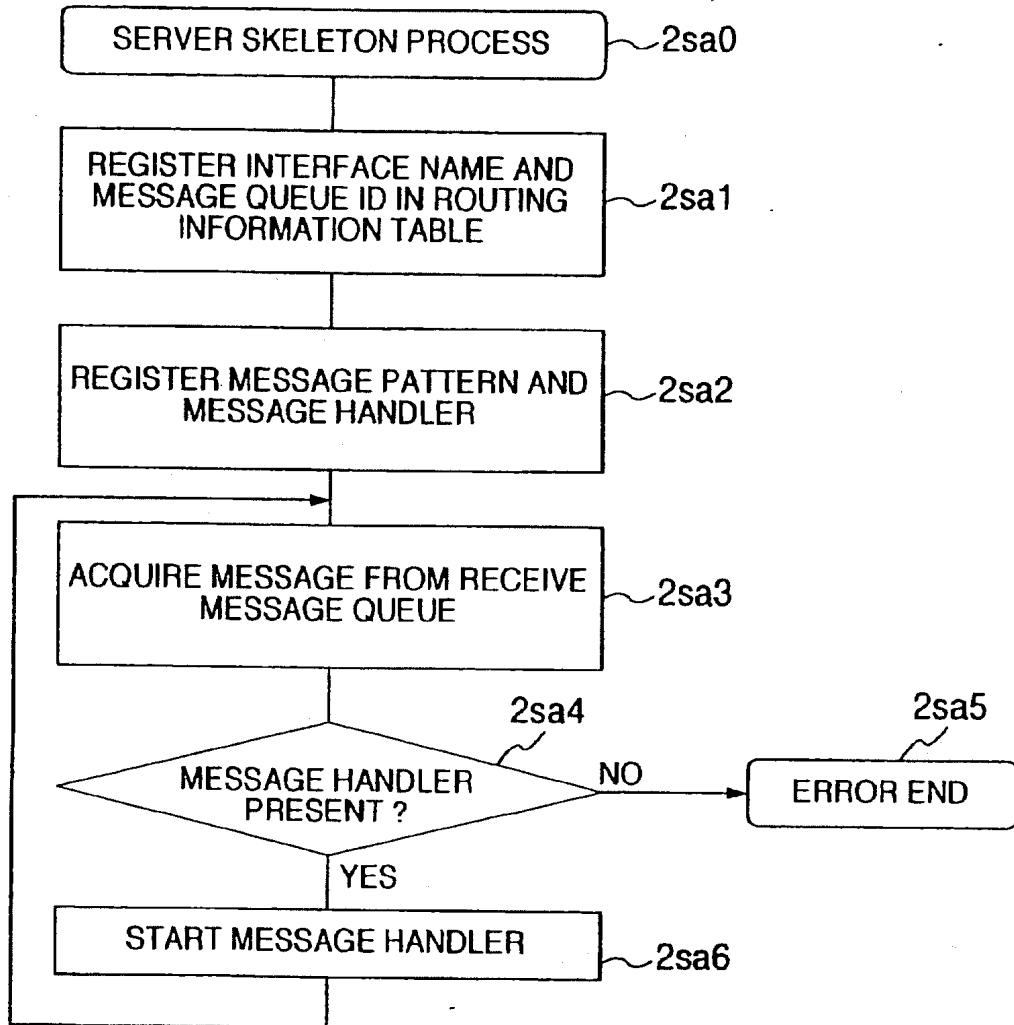 SERVER SKELETON PROCESS
2sa0
REGISTER INTERFACE NAME AND
MESSAGE QUEUE ID IN ROUTING
INFORMATION TABLE
2sa1
REGISTER MESSAGE PATTERN AND
MESSAGE HANDLER
2sa2
ACQUIRE MESSAGE FROM RECEIVE
MESSAGE QUEUE
2sa3
2sa4
MESSAGE HANDLER
PRESENT ?
NO
2sa5
ERROR END
YES
START MESSAGE HANDLER
2sa6